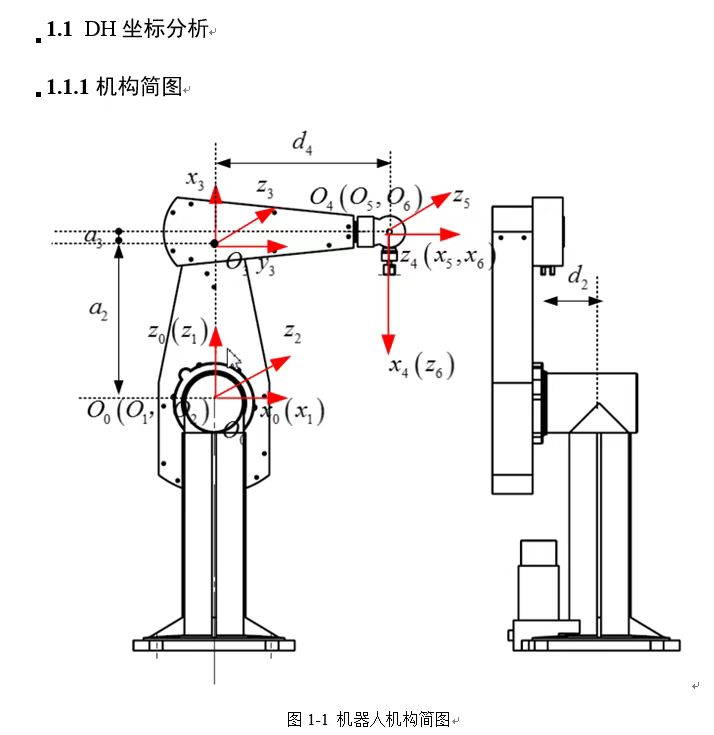 1.1 DH 坐标分析
1.1.1 机构简图
d4
x3
z3
O4 (O5, O6)
z5
a3
O3 y3
z4 (x5, x6)
d2
a2
z0 (z1)
z2
x4 (z6)
O0 (O1, O2) x0 (x1)
图 1-1 机器人机构简图